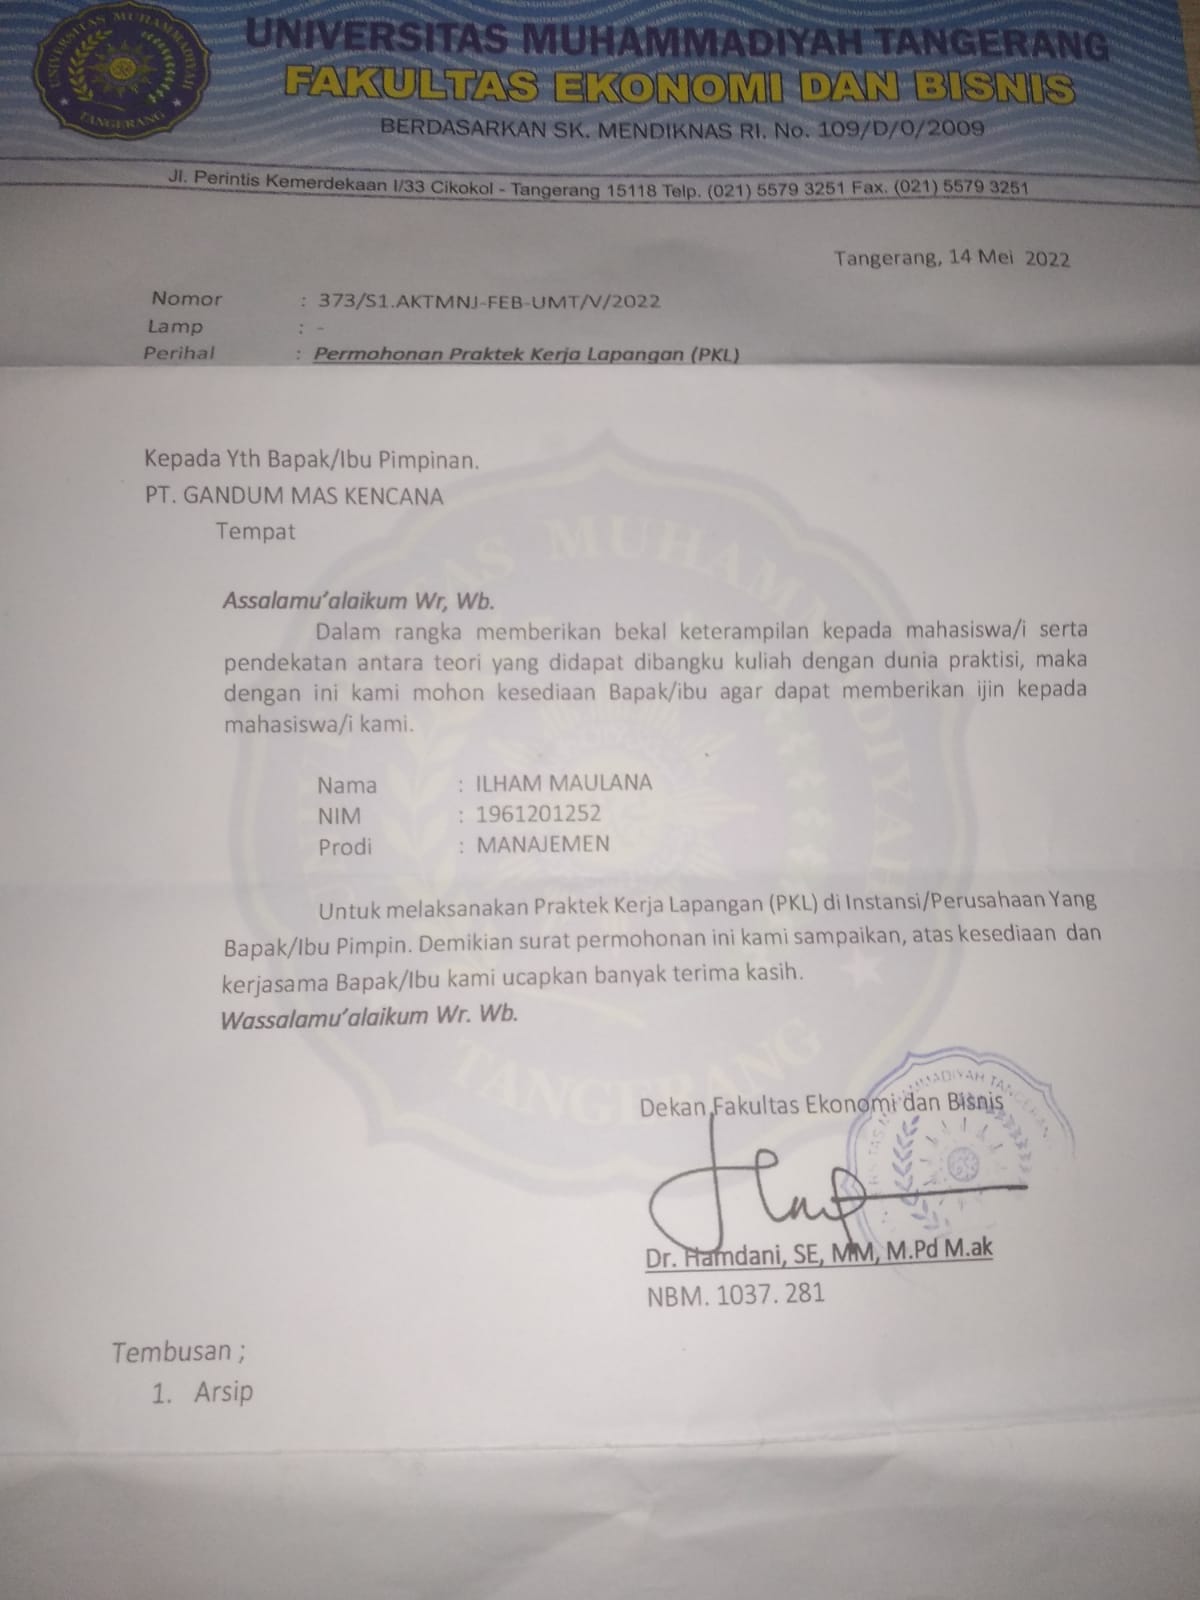 UNIVERSITAS MUHAMMADIYAH TANGERANG
FAKULTAS EKONOMI DAN BISNIS
BERDASARKAN SK. MENDIKNAS RI. No. 109/D/O/2009
UNIVERSITAS MUHAMMADIYAH
TANGERANG
Jl. Perintis Kemerdekaan I/33 Cikokol - Tangerang 15118 Telp. (021) 5579 3251 Fax. (021) 5579 3251
Tangerang, 14 Mei 2022
Nomor : 373/S1.AKTMNJ-FEB-UMT/V/2022
Lamp : -
Perihal : Permohonan Praktek Kerja Lapangan (PKL)
Kepada Yth Bapak/Ibu Pimpinan.
PT. GANDUM MAS KENCANA
Tempat
Assalamu’alaikum Wr, Wb.
Dalam rangka memberikan bekal keterampilan kepada mahasiswa/i serta
pendekatan antara teori yang didapat dibangku kuliah dengan dunia praktisi, maka
dengan ini kami mohon kesediaan Bapak/ibu agar dapat memberikan ijin kepada
mahasiswa/i kami.
Nama : ILHAM MAULANA
NIM : 1961201252
Prodi : MANAJEMEN
Untuk melaksanakan Praktek Kerja Lapangan (PKL) di Instansi/Perusahaan Yang
Bapak/Ibu Pimpin. Demikian surat permohonan ini kami sampaikan, atas kesediaan dan
kerjasama Bapak/Ibu kami ucapkan banyak terima kasih.
Wassalamu’alaikum Wr. Wb.
Dekan Fakultas Ekonomi dan Bisnis
Dr. Hamdani, SE, MM, M.Pd M.ak
NBM. 1037. 281
Tembusan ;
1. Arsip